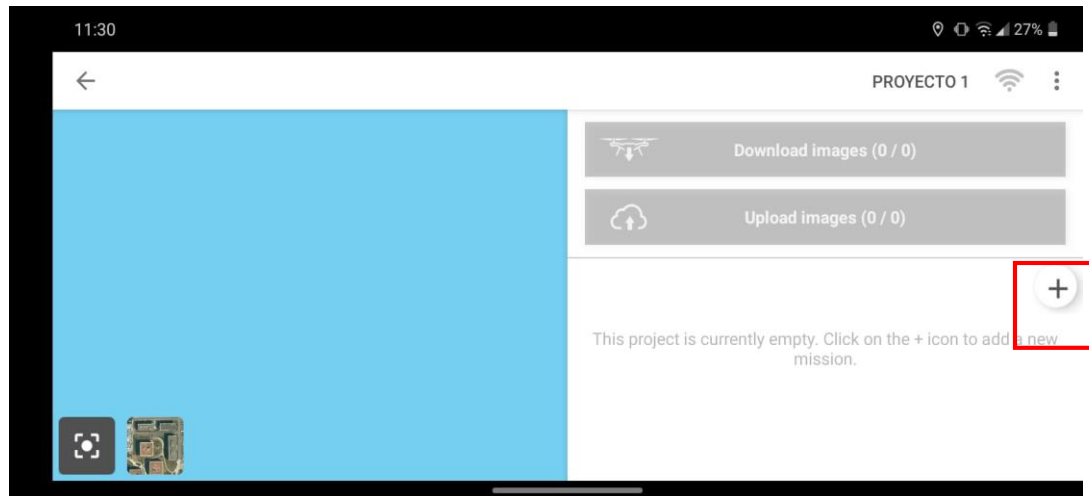 11:30
27%
PROYECTO 1
Download images (0 / 0)
Upload images (0 / 0)
+
This project is currently empty. Click on the + icon to add a new
mission.